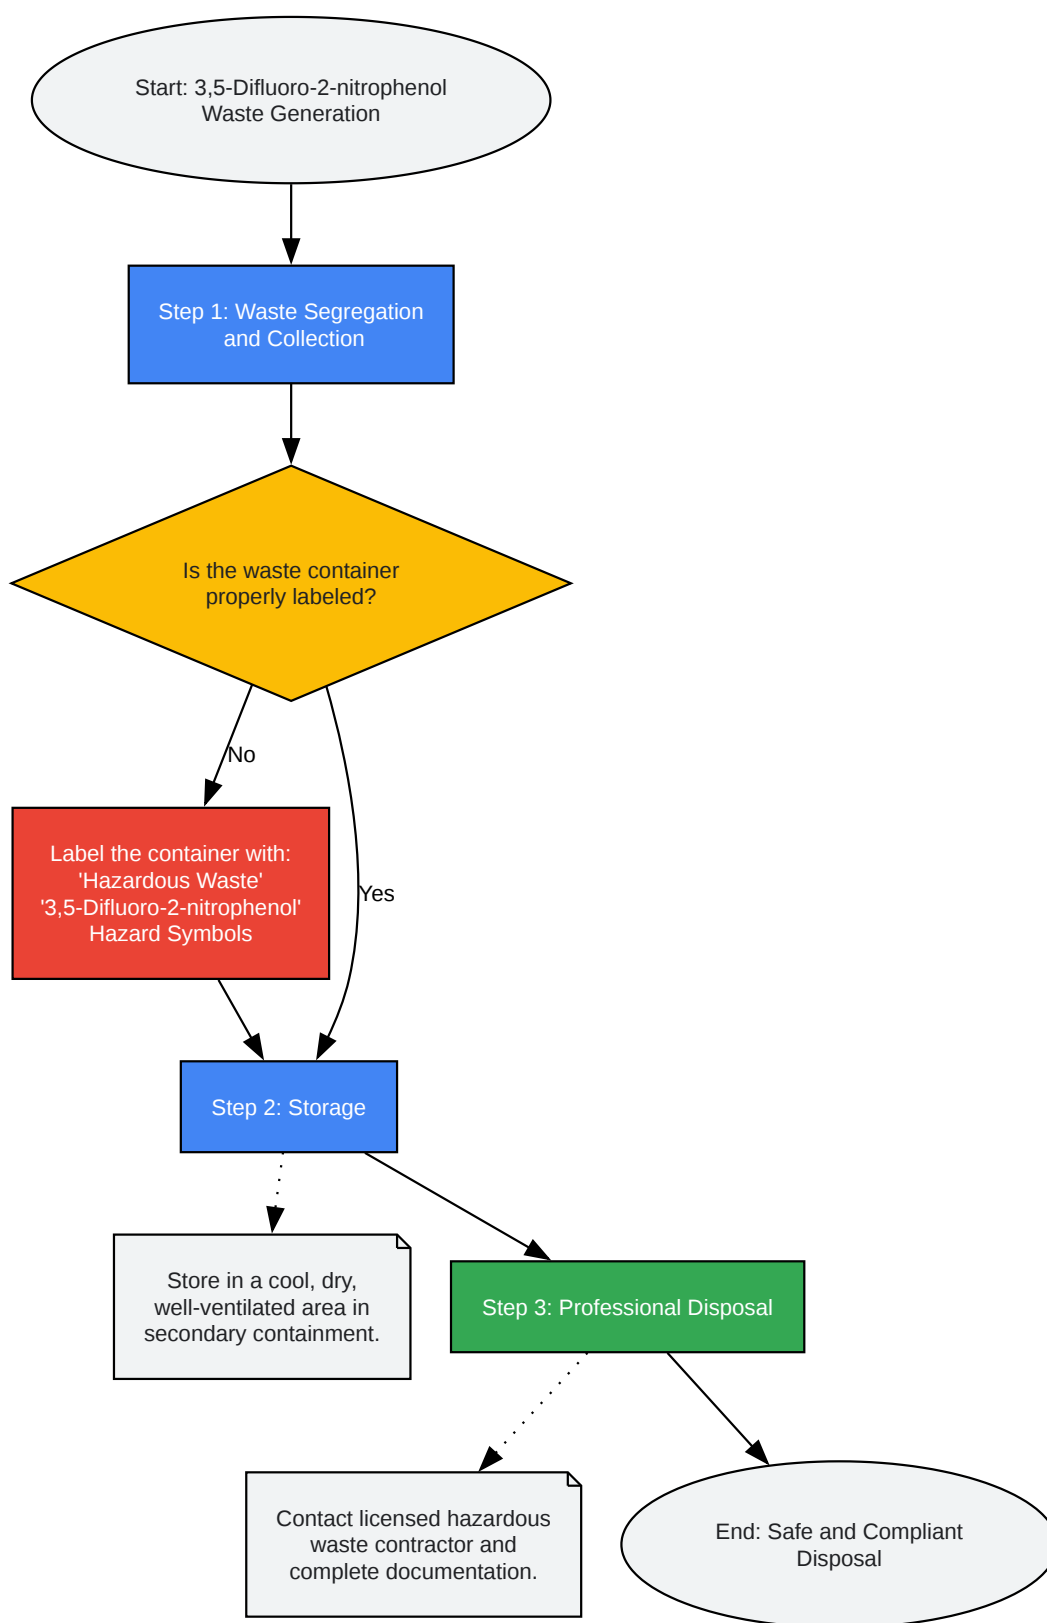 Start: 3,5-Difluoro-2-nitrophenol
Waste Generation
Step 1: Waste Segregation
and Collection
Is the waste container
properly labeled?
No
Label the container with:
'Hazardous Waste'
'3,5-Difluoro-2-nitrophenol'
Hazard Symbols
Yes
Step 2: Storage
Store in a cool, dry,
well-ventilated area in
secondary containment.
Step 3: Professional Disposal
Contact licensed hazardous
waste contractor and
complete documentation.
End: Safe and Compliant
Disposal